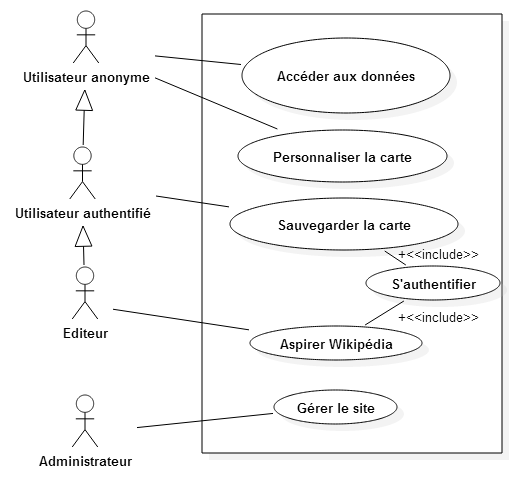 Utilisateur anonyme
Accéder aux données
Personnaliser la carte
Utilisateur authentifié
Sauvegarder la carte
+<<include>>
S'authentifier
+<<include>>
Editeur
Aspirer Wikipédia
Gérer le site
Administrateur